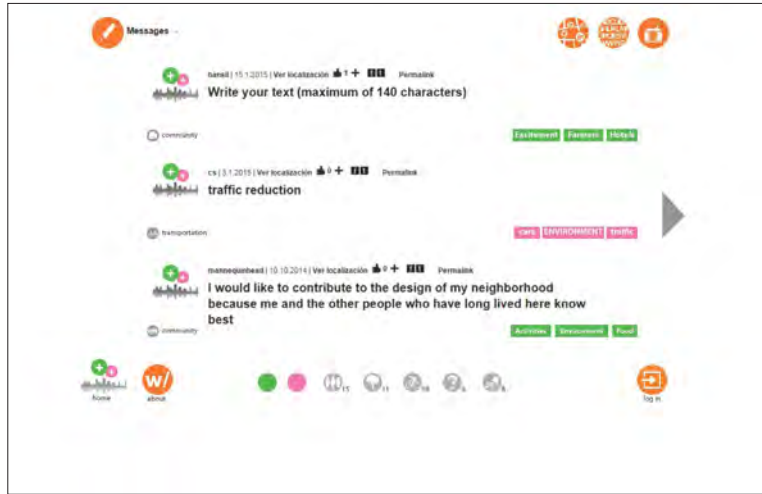 Messages
haneil | 15.1.2015 | Ver localización 1 + f t Permalink
Write your text (maximum of 140 characters)
community
Excitement Farmers Hotels
cs | 3.1.2015 | Ver localización 0 + f t Permalink
traffic reduction
transportation
cars ENVIRONMENT traffic
mannequinhead | 10.10.2014 | Ver localización 0 + f t Permalink
I would like to contribute to the design of my neighborhood
because me and the other people who have long lived here know
best
community
Activities Environment Food
w/
home
about
log in